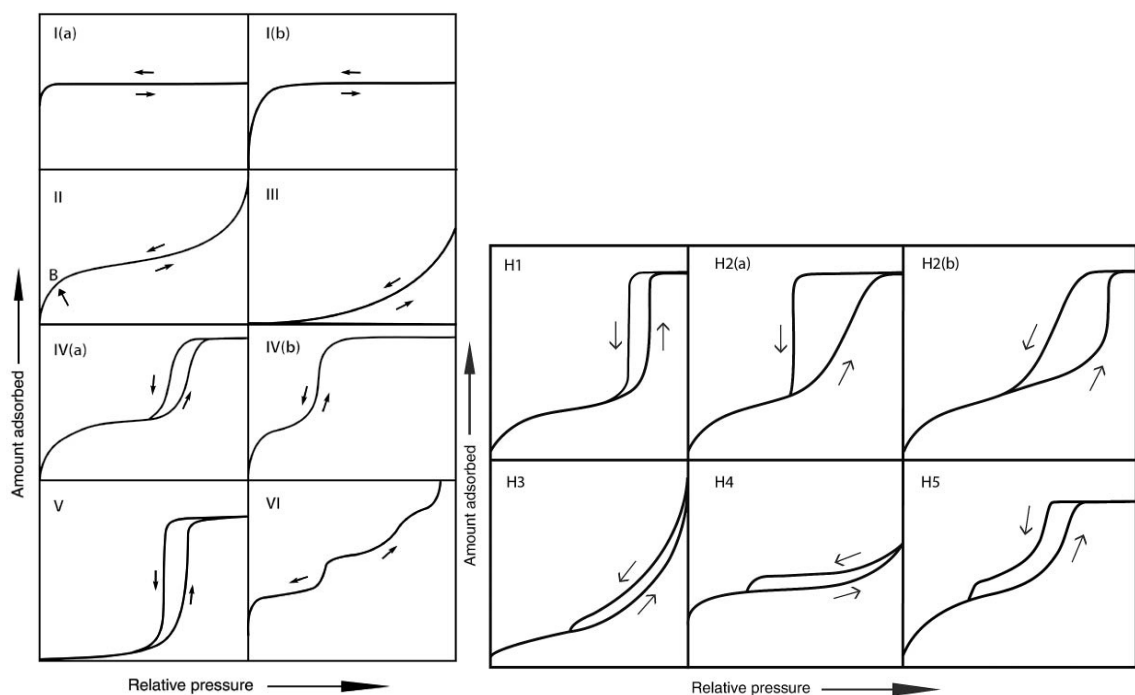 I(a)
I(b)
II
B
III
IV(a)
IV(b)
V
VI
Amount adsorbed
Relative pressure
H1
H2(a)
H2(b)
H3
H4
H5
Amount adsorbed
Relative pressure